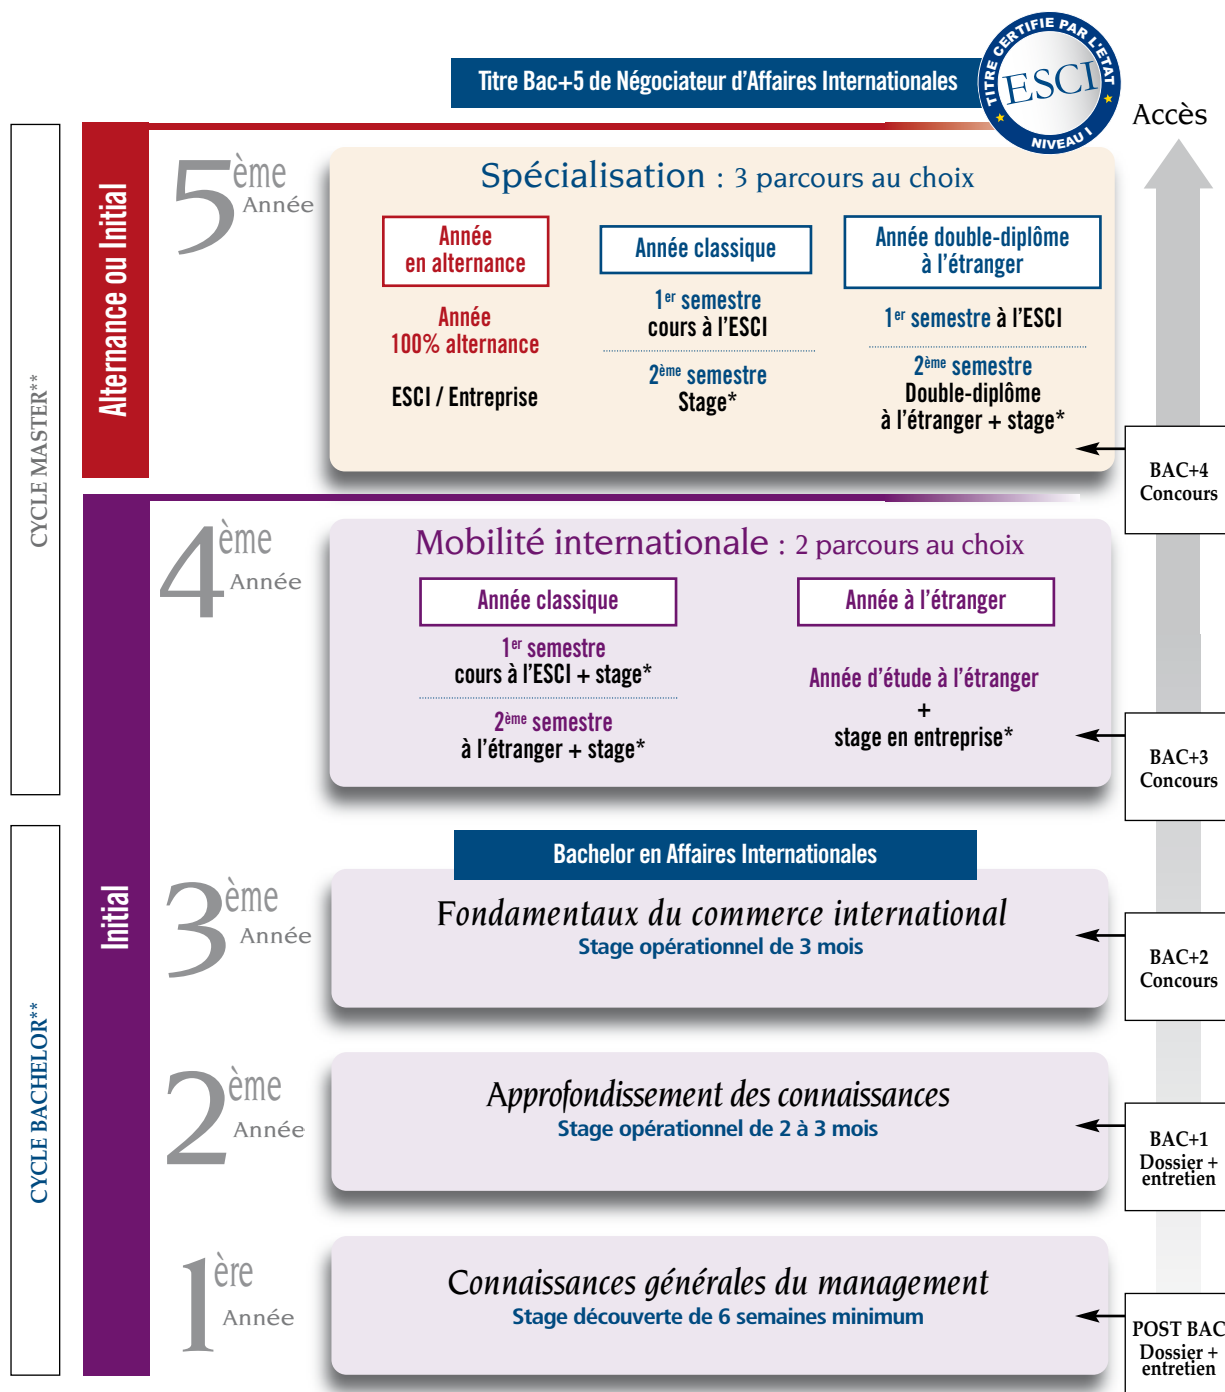 Titre Bac+5 de Négociateur d'Affaires Internationales
TITRE CERTIFIE PAR L'ETAT
ESCI
NIVEAU I
Accès
CYCLE MASTER**
Alternance ou Initial
5ème
Année
Spécialisation : 3 parcours au choix
Année
en alternance
Année
100% alternance
ESCI / Entreprise
Année classique
1er semestre
cours à l'ESCI
2ème semestre
Stage*
Année double-diplôme
à l'étranger
1er semestre à l'ESCI
2ème semestre
Double-diplôme
à l'étranger + stage*
BAC+4
Concours
Initial
4ème
Année
Mobilité internationale : 2 parcours au choix
Année classique
1er semestre
cours à l'ESCI + stage*
2ème semestre
à l'étranger + stage*
Année à l'étranger
Année d'étude à l'étranger
+
stage en entreprise*
BAC+3
Concours
CYCLE BACHELOR**
Bachelor en Affaires Internationales
3ème
Année
Fondamentaux du commerce international
Stage opérationnel de 3 mois
BAC+2
Concours
2ème
Année
Approfondissement des connaissances
Stage opérationnel de 2 à 3 mois
BAC+1
Dossier +
entretien
1ère
Année
Connaissances générales du management
Stage découverte de 6 semaines minimum
POST BAC
Dossier +
entretien